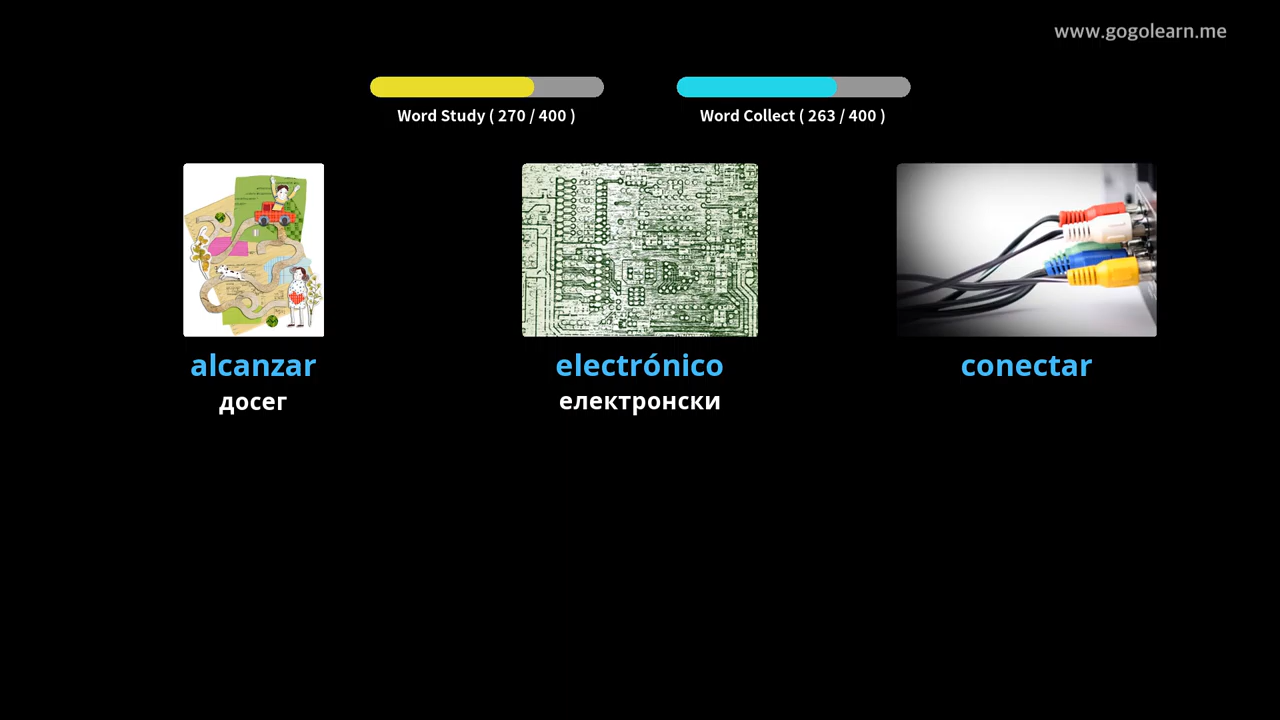 www.gogolearn.me
Word Study ( 270 / 400 )
Word Collect ( 263 / 400 )
alcanzar
досег
electrónico
електронски
conectar